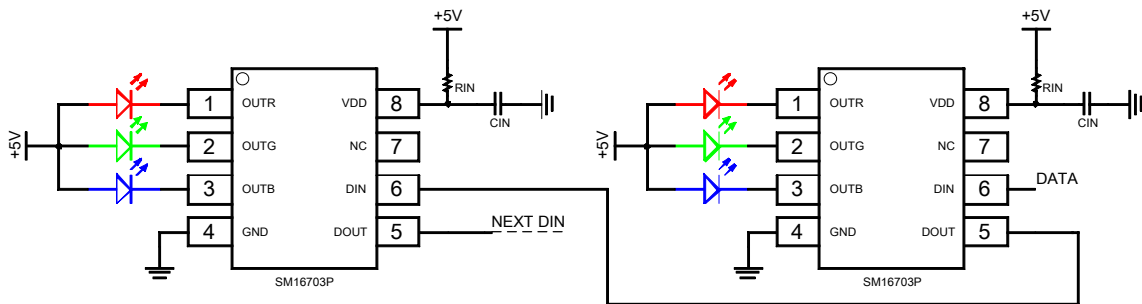 +5V
RIN
CIN
+5V
1 OUTR VDD 8
2 OUTG NC 7
3 OUTB DIN 6
4 GND DOUT 5
NEXT DIN
SM16703P
+5V
RIN
CIN
+5V
1 OUTR VDD 8
2 OUTG NC 7
3 OUTB DIN 6
DATA
4 GND DOUT 5
SM16703P